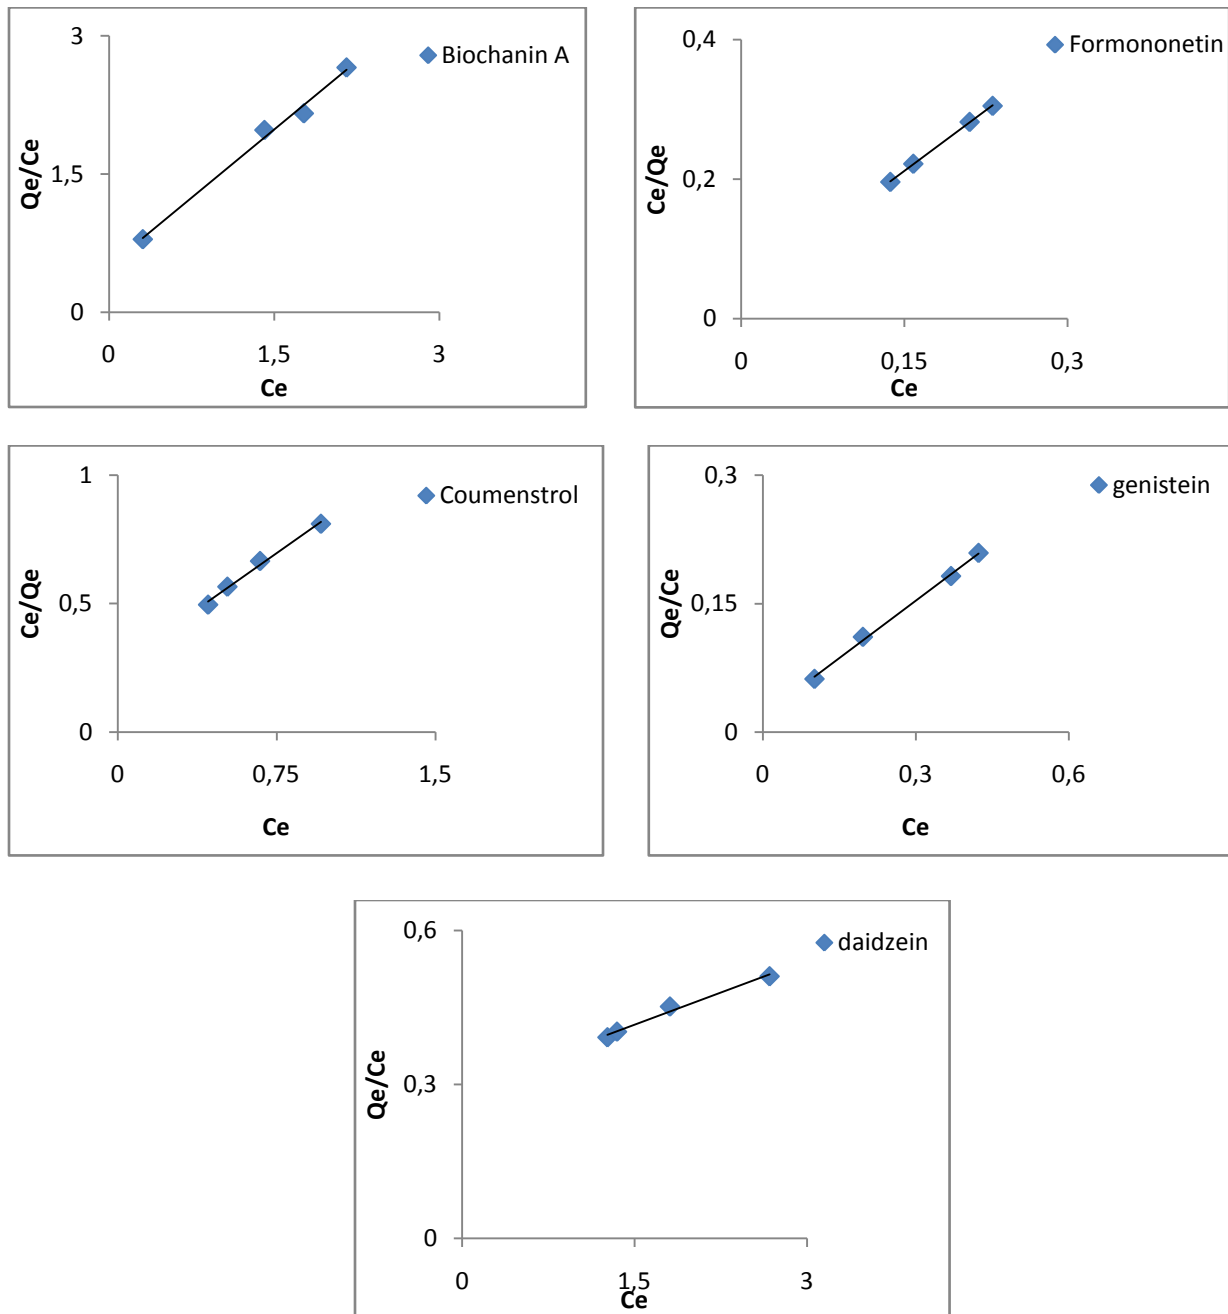 3
Biochanin A
Qe/Ce
1,5
0
0
1,5
3
Ce
0,4
Formononetin
Ce/Qe
0,2
0
0
0,15
0,3
Ce
1
Coumenstrol
Ce/Qe
0,5
0
0
0,75
1,5
Ce
0,3
genistein
Qe/Ce
0,15
0
0
0,3
0,6
Ce
0,6
daidzein
Qe/Ce
0,3
0
0
1,5
3
Ce